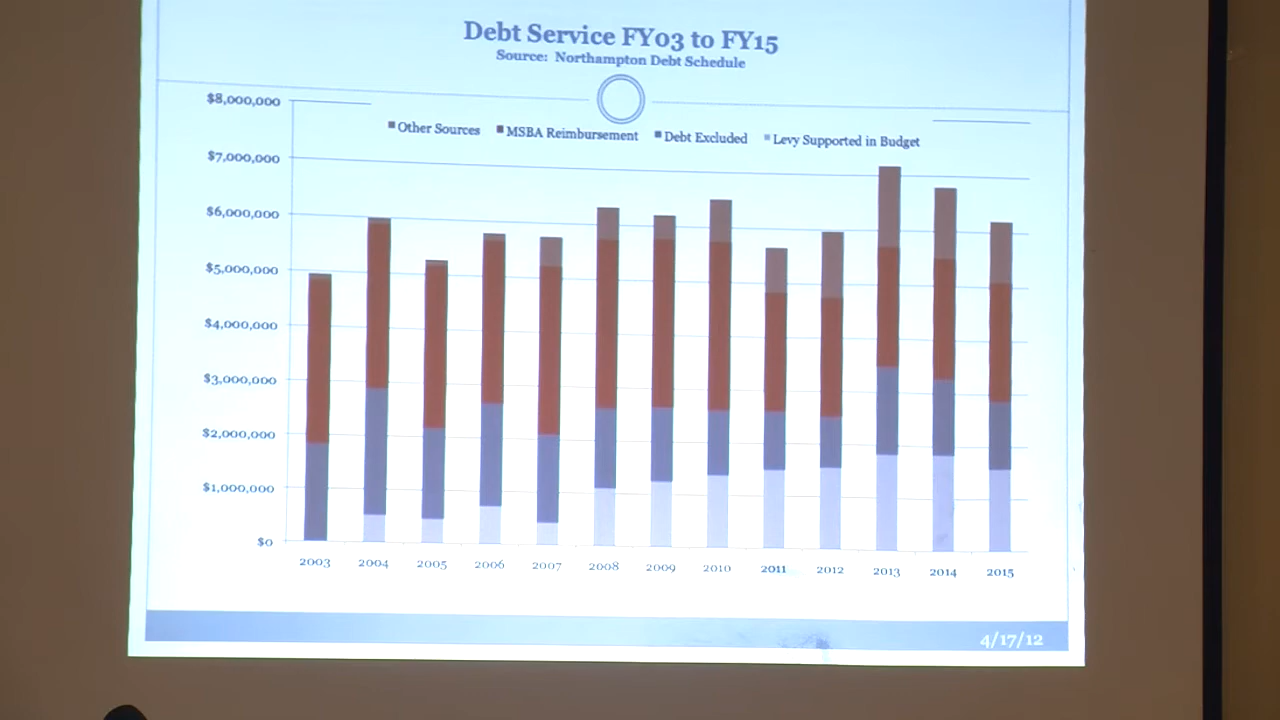 Debt Service FY03 to FY15
Source: Northampton Debt Schedule
$8,000,000
Other Sources MSBA Reimbursement Debt Excluded Levy Supported in Budget
$7,000,000
$6,000,000
$5,000,000
$4,000,000
$3,000,000
$2,000,000
$1,000,000
$0
2003 2004 2005 2006 2007 2008 2009 2010 2011 2012 2013 2014 2015
4/17/12